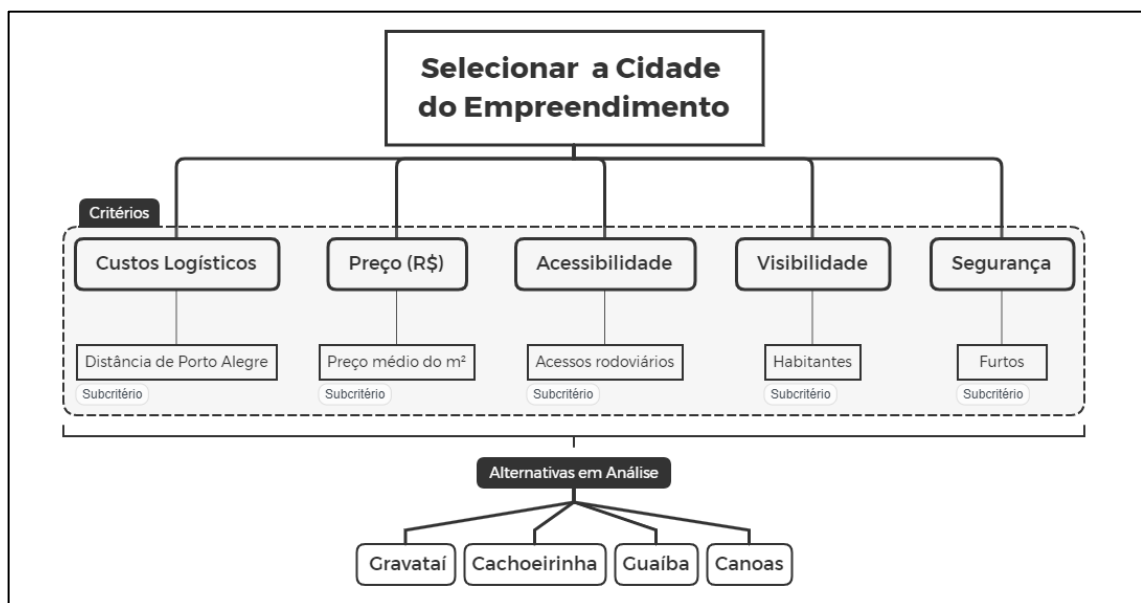 Selecionar a Cidade
do Empreendimento
Critérios
Custos Logísticos
Preço (R$)
Acessibilidade
Visibilidade
Segurança
Distância de Porto Alegre
Preço médio do m²
Acessos rodoviários
Habitantes
Furtos
Subcritério
Subcritério
Subcritério
Subcritério
Subcritério
Alternativas em Análise
Gravataí
Cachoeirinha
Guaíba
Canoas